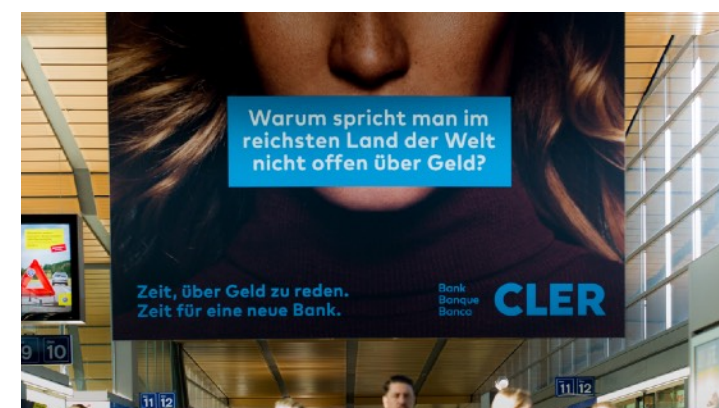 Warum spricht man im
reichsten Land der Welt
nicht offen über Geld?
Zeit, über Geld zu reden.
Zeit für eine neue Bank.
Bank
Banque
Banca
CLER
9 10
11 12
11 12